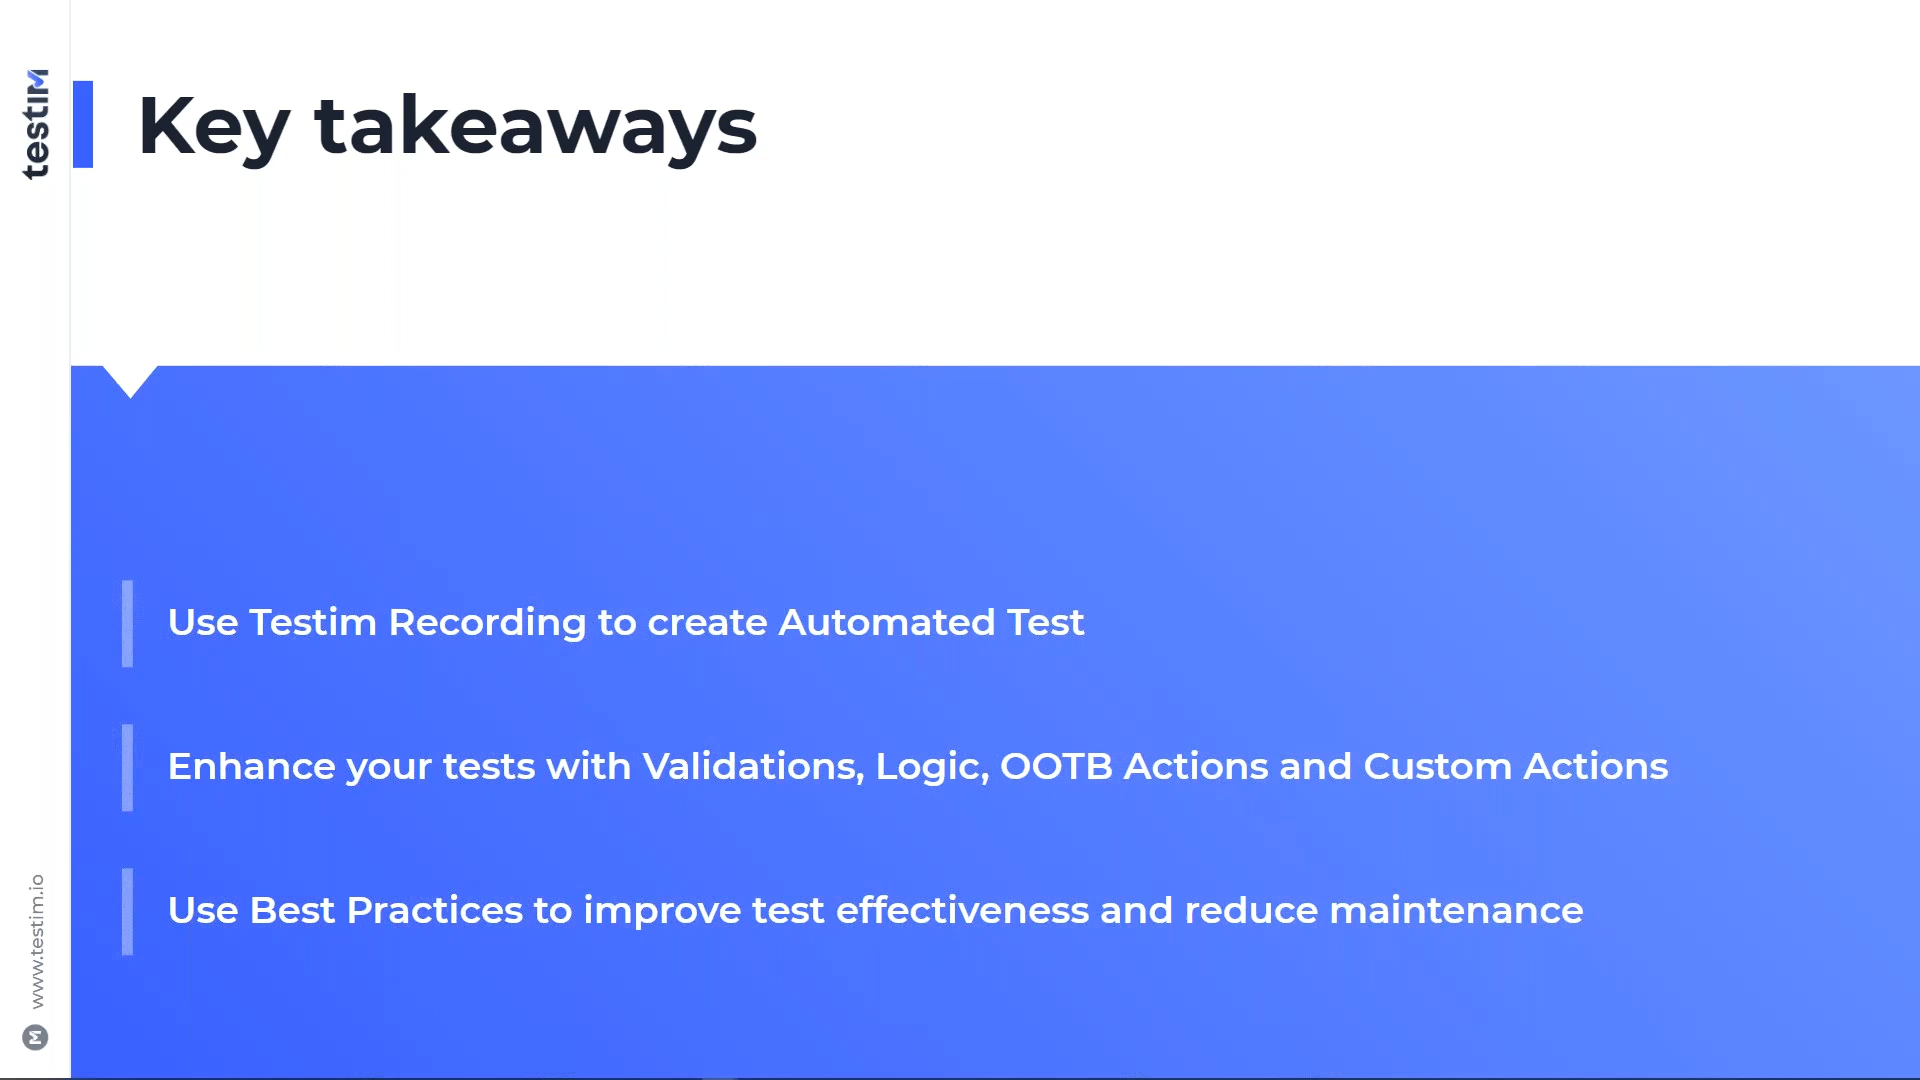 testim
Key takeaways
Use Testim Recording to create Automated Test
Enhance your tests with Validations, Logic, OOTB Actions and Custom Actions
Use Best Practices to improve test effectiveness and reduce maintenance
www.testim.io
M